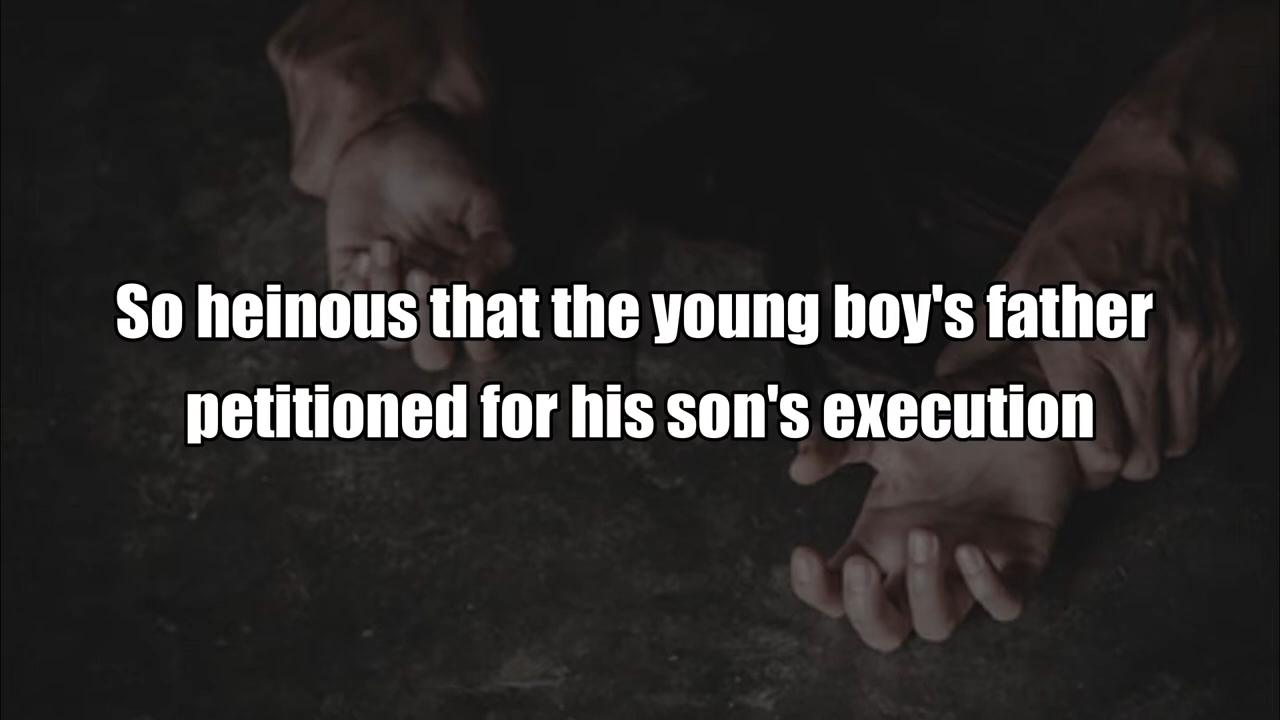 So heinous that the young boy's father
petitioned for his son's execution